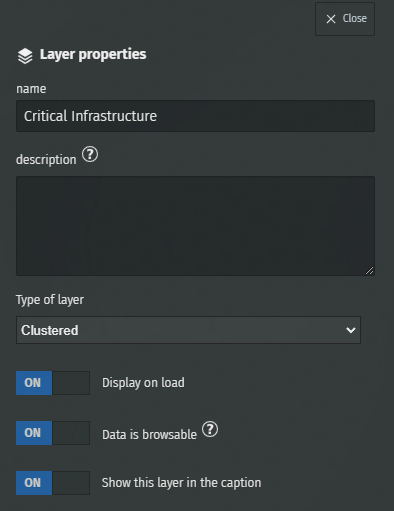 Close
Layer properties
name
Critical Infrastructure
description ?
Type of layer
Clustered
ON Display on load
ON Data is browsable ?
ON Show this layer in the caption